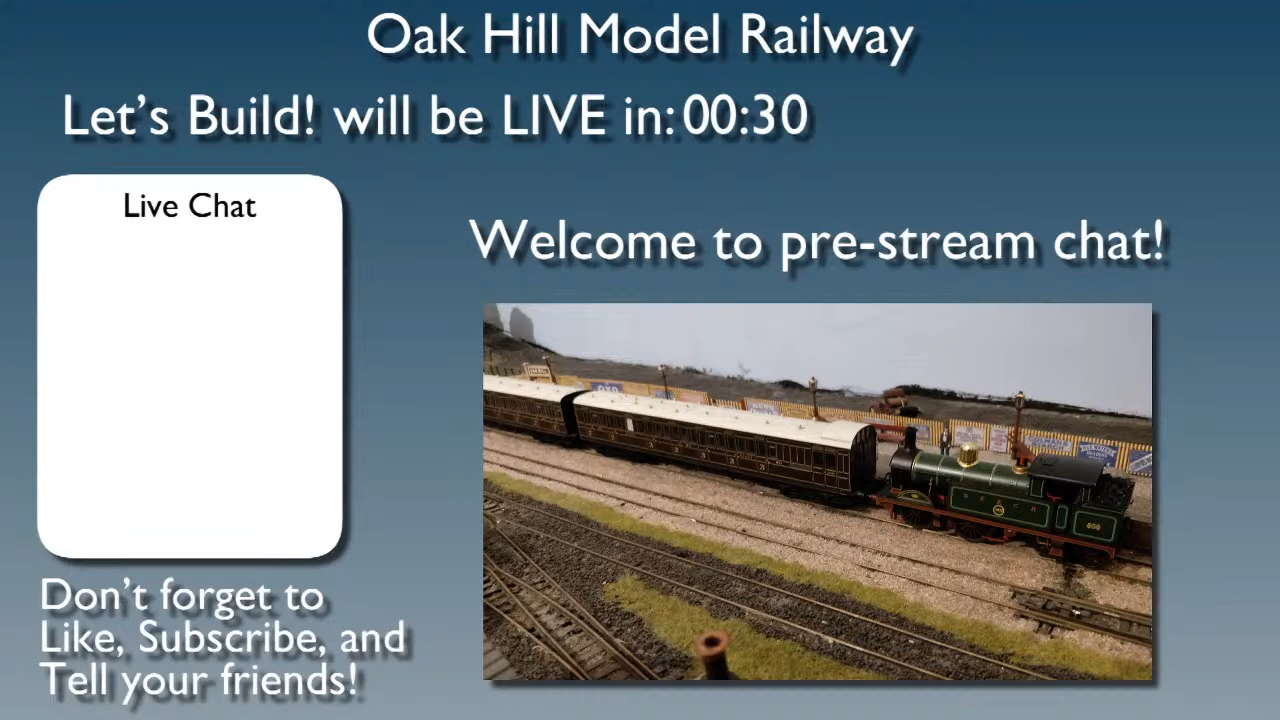 Oak Hill Model Railway
Let's Build! will be LIVE in: 00:30
Live Chat
Welcome to pre-stream chat!
Don't forget to
Like, Subscribe, and
Tell your friends!